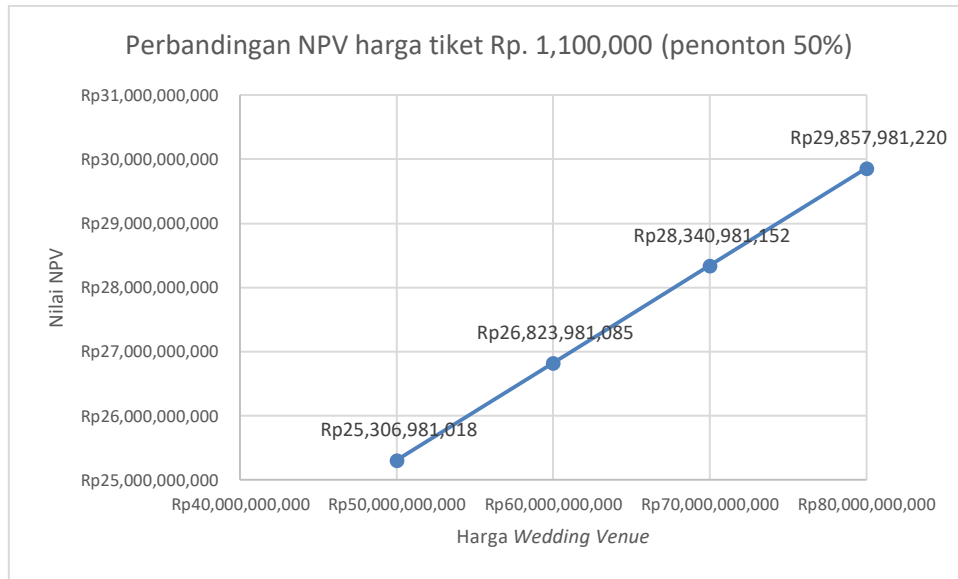 Perbandingan NPV harga tiket Rp. 1,100,000 (penonton 50%)
Rp31,000,000,000
Rp30,000,000,000
Rp29,000,000,000
Rp28,000,000,000
Rp27,000,000,000
Rp26,000,000,000
Rp25,000,000,000
Nilai NPV
Rp29,857,981,220
Rp28,340,981,152
Rp26,823,981,085
Rp25,306,981,018
Rp40,000,000,000 Rp50,000,000,000 Rp60,000,000,000 Rp70,000,000,000 Rp80,000,000,000
Harga Wedding Venue